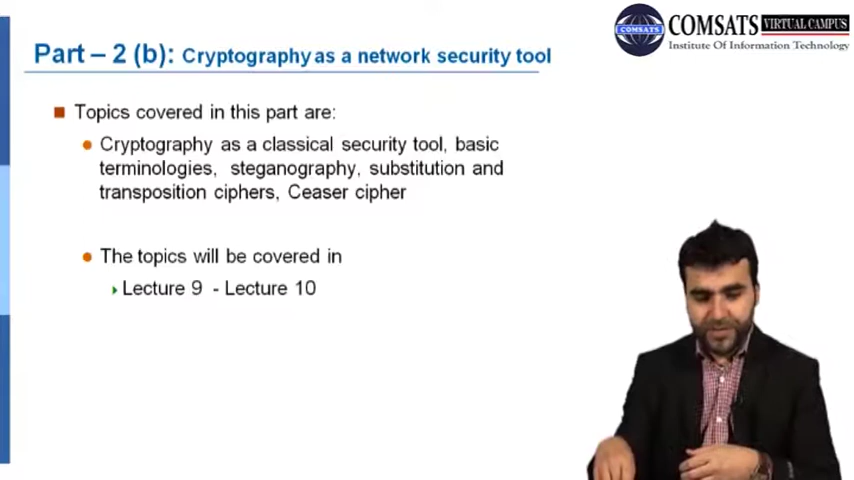 COMSATS VIRTUAL CAMPUS
COMSATS
Institute Of Information Technology
Part – 2 (b): Cryptography as a network security tool
Topics covered in this part are:
Cryptography as a classical security tool, basic
terminologies, steganography, substitution and
transposition ciphers, Ceaser cipher
The topics will be covered in
Lecture 9 - Lecture 10